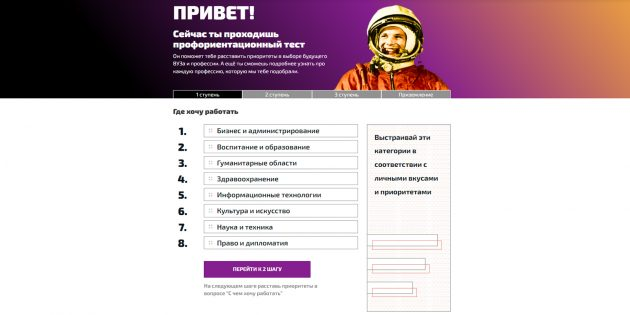 ПРИВЕТ!
Сейчас ты проходишь
профориентационный тест
Он поможет тебе расставить приоритеты в выборе будущего
ВУЗа и профессии. А ещё ты сможешь подробнее узнать про
каждую профессию, которую мы тебе подобрали.
1 ступень 2 ступень 3 ступень Приземление
Где хочу работать
1. Бизнес и администрирование
2. Воспитание и образование
3. Гуманитарные области
4. Здравоохранение
5. Информационные технологии
6. Культура и искусство
7. Наука и техника
8. Право и дипломатия
Выстраивай эти
категории в
соответствии с
личными вкусами
и приоритетами
ПЕРЕЙТИ К 2 ШАГУ
На следующем шаге расставь приоритеты в
вопросе "С чем хочу работать"